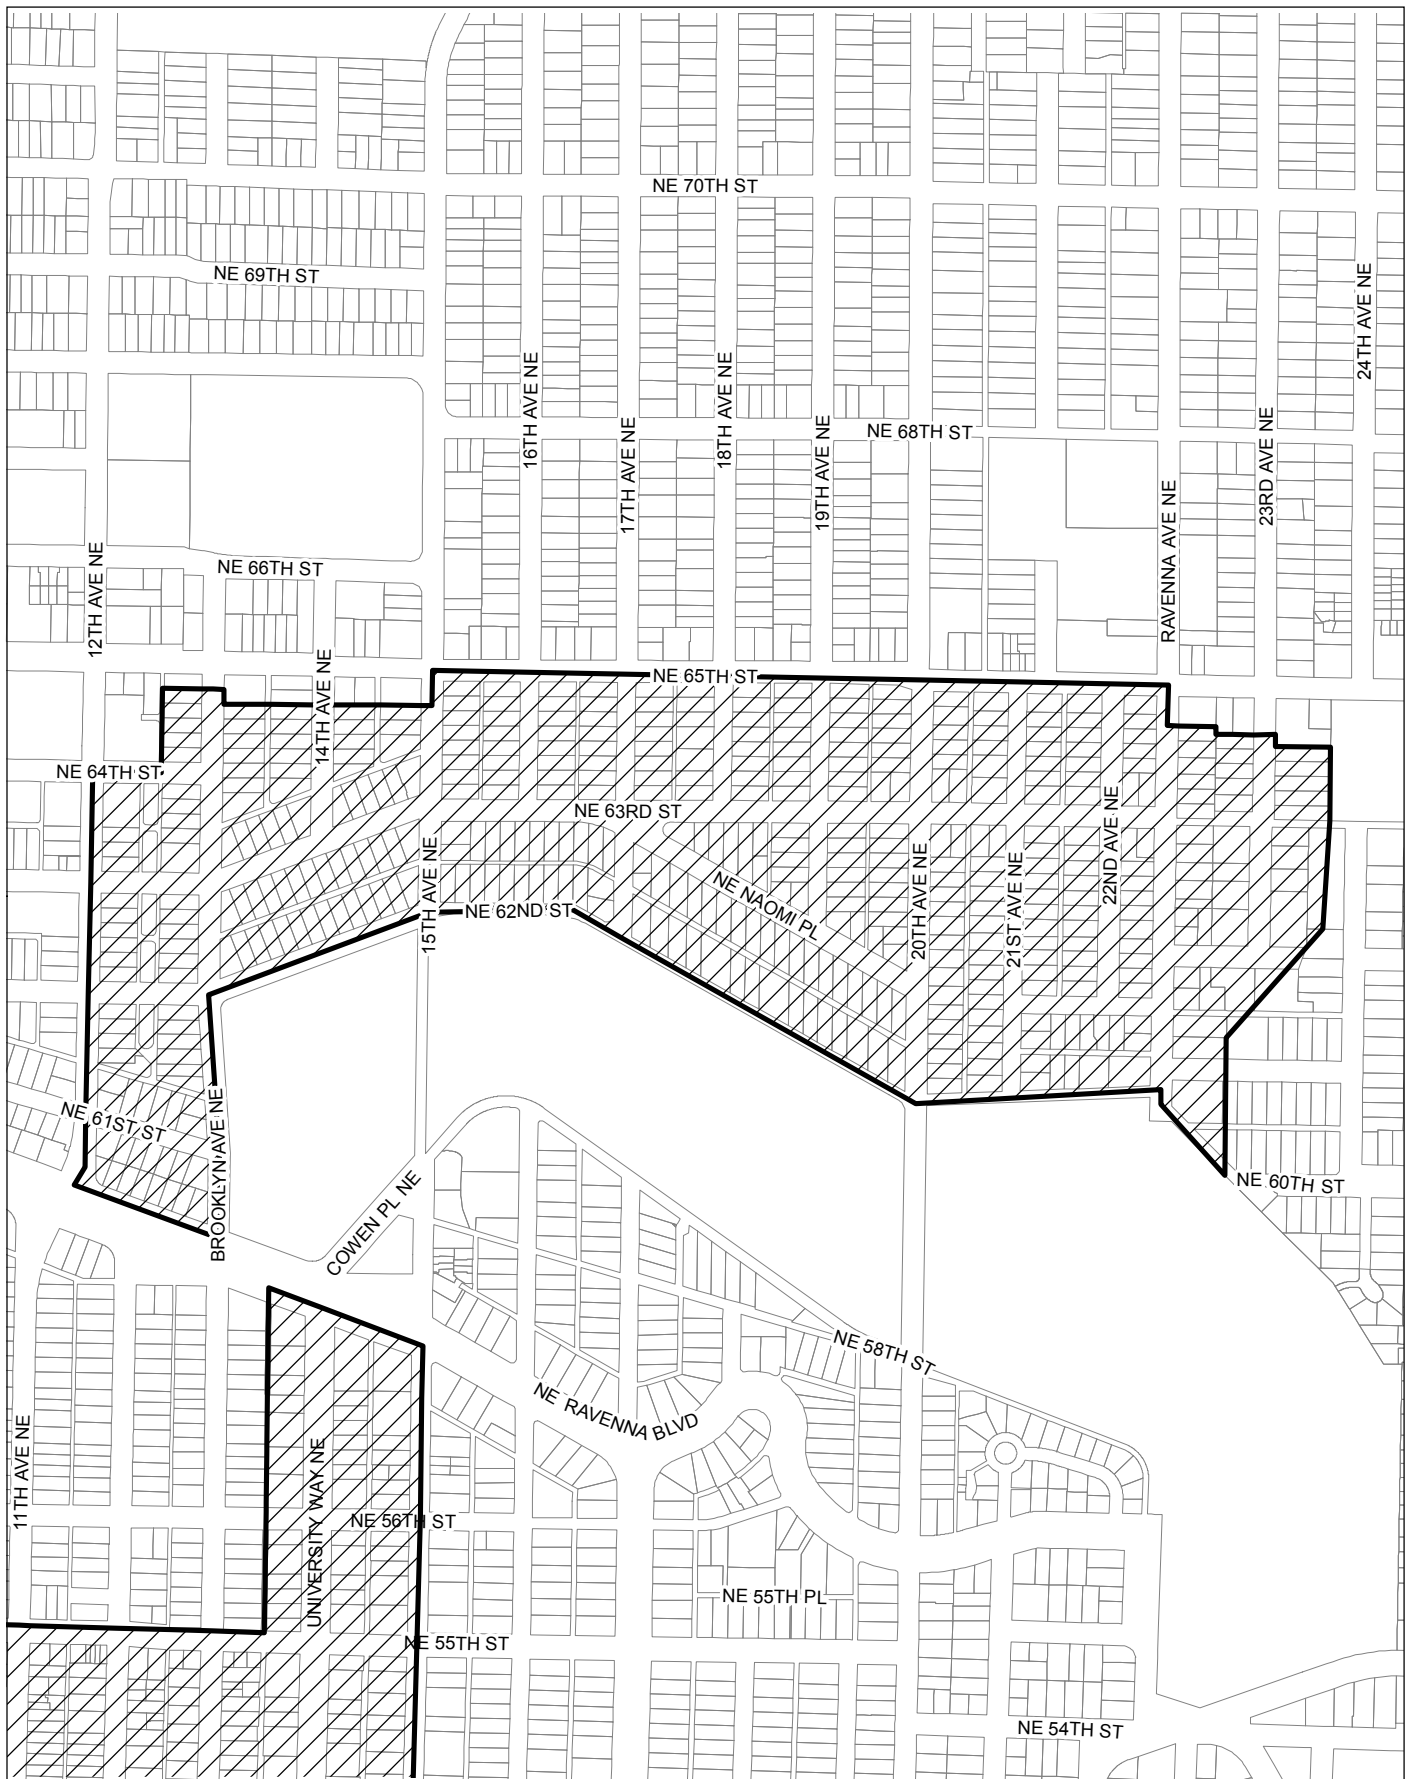 NE 70TH ST
NE 69TH ST
24TH AVE NE
16TH AVE NE
18TH AVE NE
17TH AVE NE
19TH AVE NE
NE 68TH ST
23RD AVE NE
RAVENNA AVE NE
12TH AVE NE
NE 66TH ST
14TH AVE NE
NE 65TH ST
NE 64TH ST
NE 63RD ST
15TH AVE NE
NE 62ND ST
NE NAOMI PL
20TH AVE NE
21ST AVE NE
22ND AVE NE
NE 61ST ST
BROOKLYN AVE NE
COWEN PL NE
NE 60TH ST
NE 58TH ST
NE RAVENNA BLVD
11TH AVE NE
UNIVERSITY WAY NE
NE 56TH ST
NE 55TH PL
NE 55TH ST
NE 54TH ST